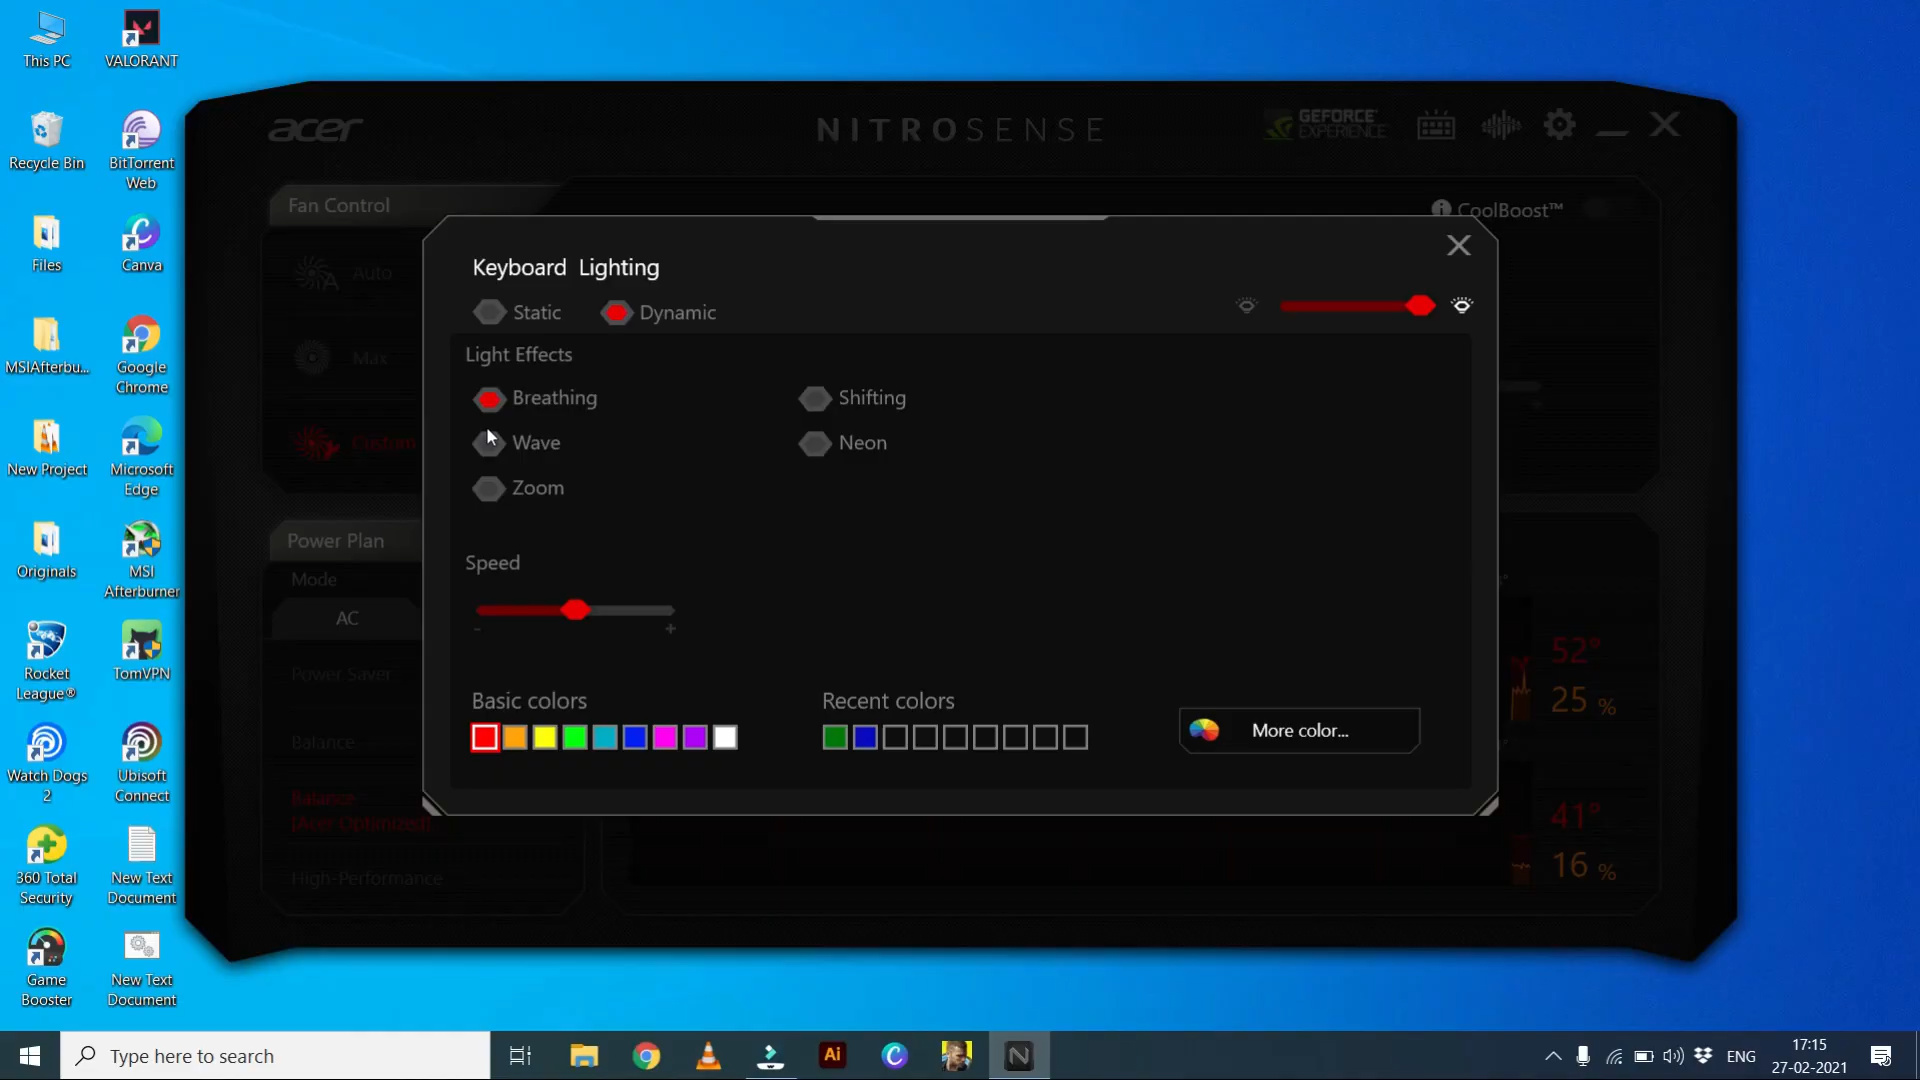 This PC
VALORANT
Recycle Bin
BitTorrent
Web
Files
Canva
MSIAfterbu...
Google
Chrome
New Project
Microsoft
Edge
Originals
MSI
Afterburner
Rocket
League®
TomVPN
Watch Dogs
2
Ubisoft
Connect
360 Total
Security
New Text
Document
Game
Booster
New Text
Document
acer
NITROSENSE
GEFORCE
EXPERIENCE
Fan Control
CoolBoost™
Auto
Max
Custom
Keyboard Lighting
Static
Dynamic
Light Effects
Breathing
Shifting
Wave
Neon
Zoom
Speed
- +
Basic colors
Recent colors
More color...
Power Plan
Mode
AC
Power Saver
Balance
Balance
[Acer Optimized]
High-Performance
52°
25 %
41°
16 %
Type here to search
Ai
ENG
17:15
27-02-2021